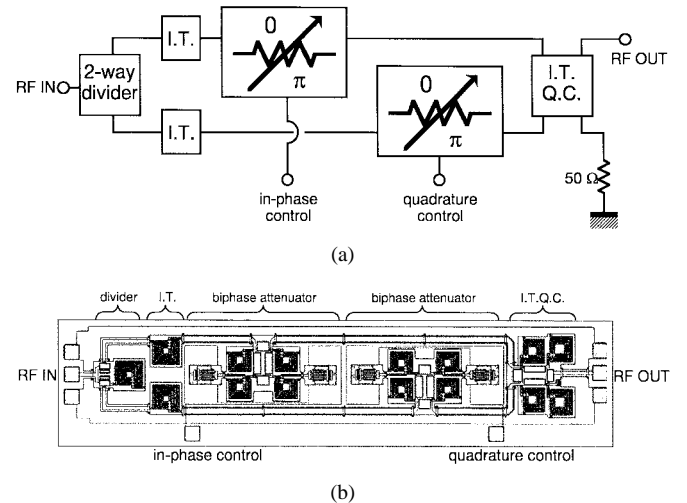 I.T.
0
π
2-way
divider
RF IN
I.T.
Q.C.
RF OUT
0
π
I.T.
50 Ω
in-phase
control
quadrature
control
(a)
divider
I.T.
biphase attenuator
biphase attenuator
I.T.Q.C.
RF IN
RF OUT
in-phase control
quadrature control
(b)